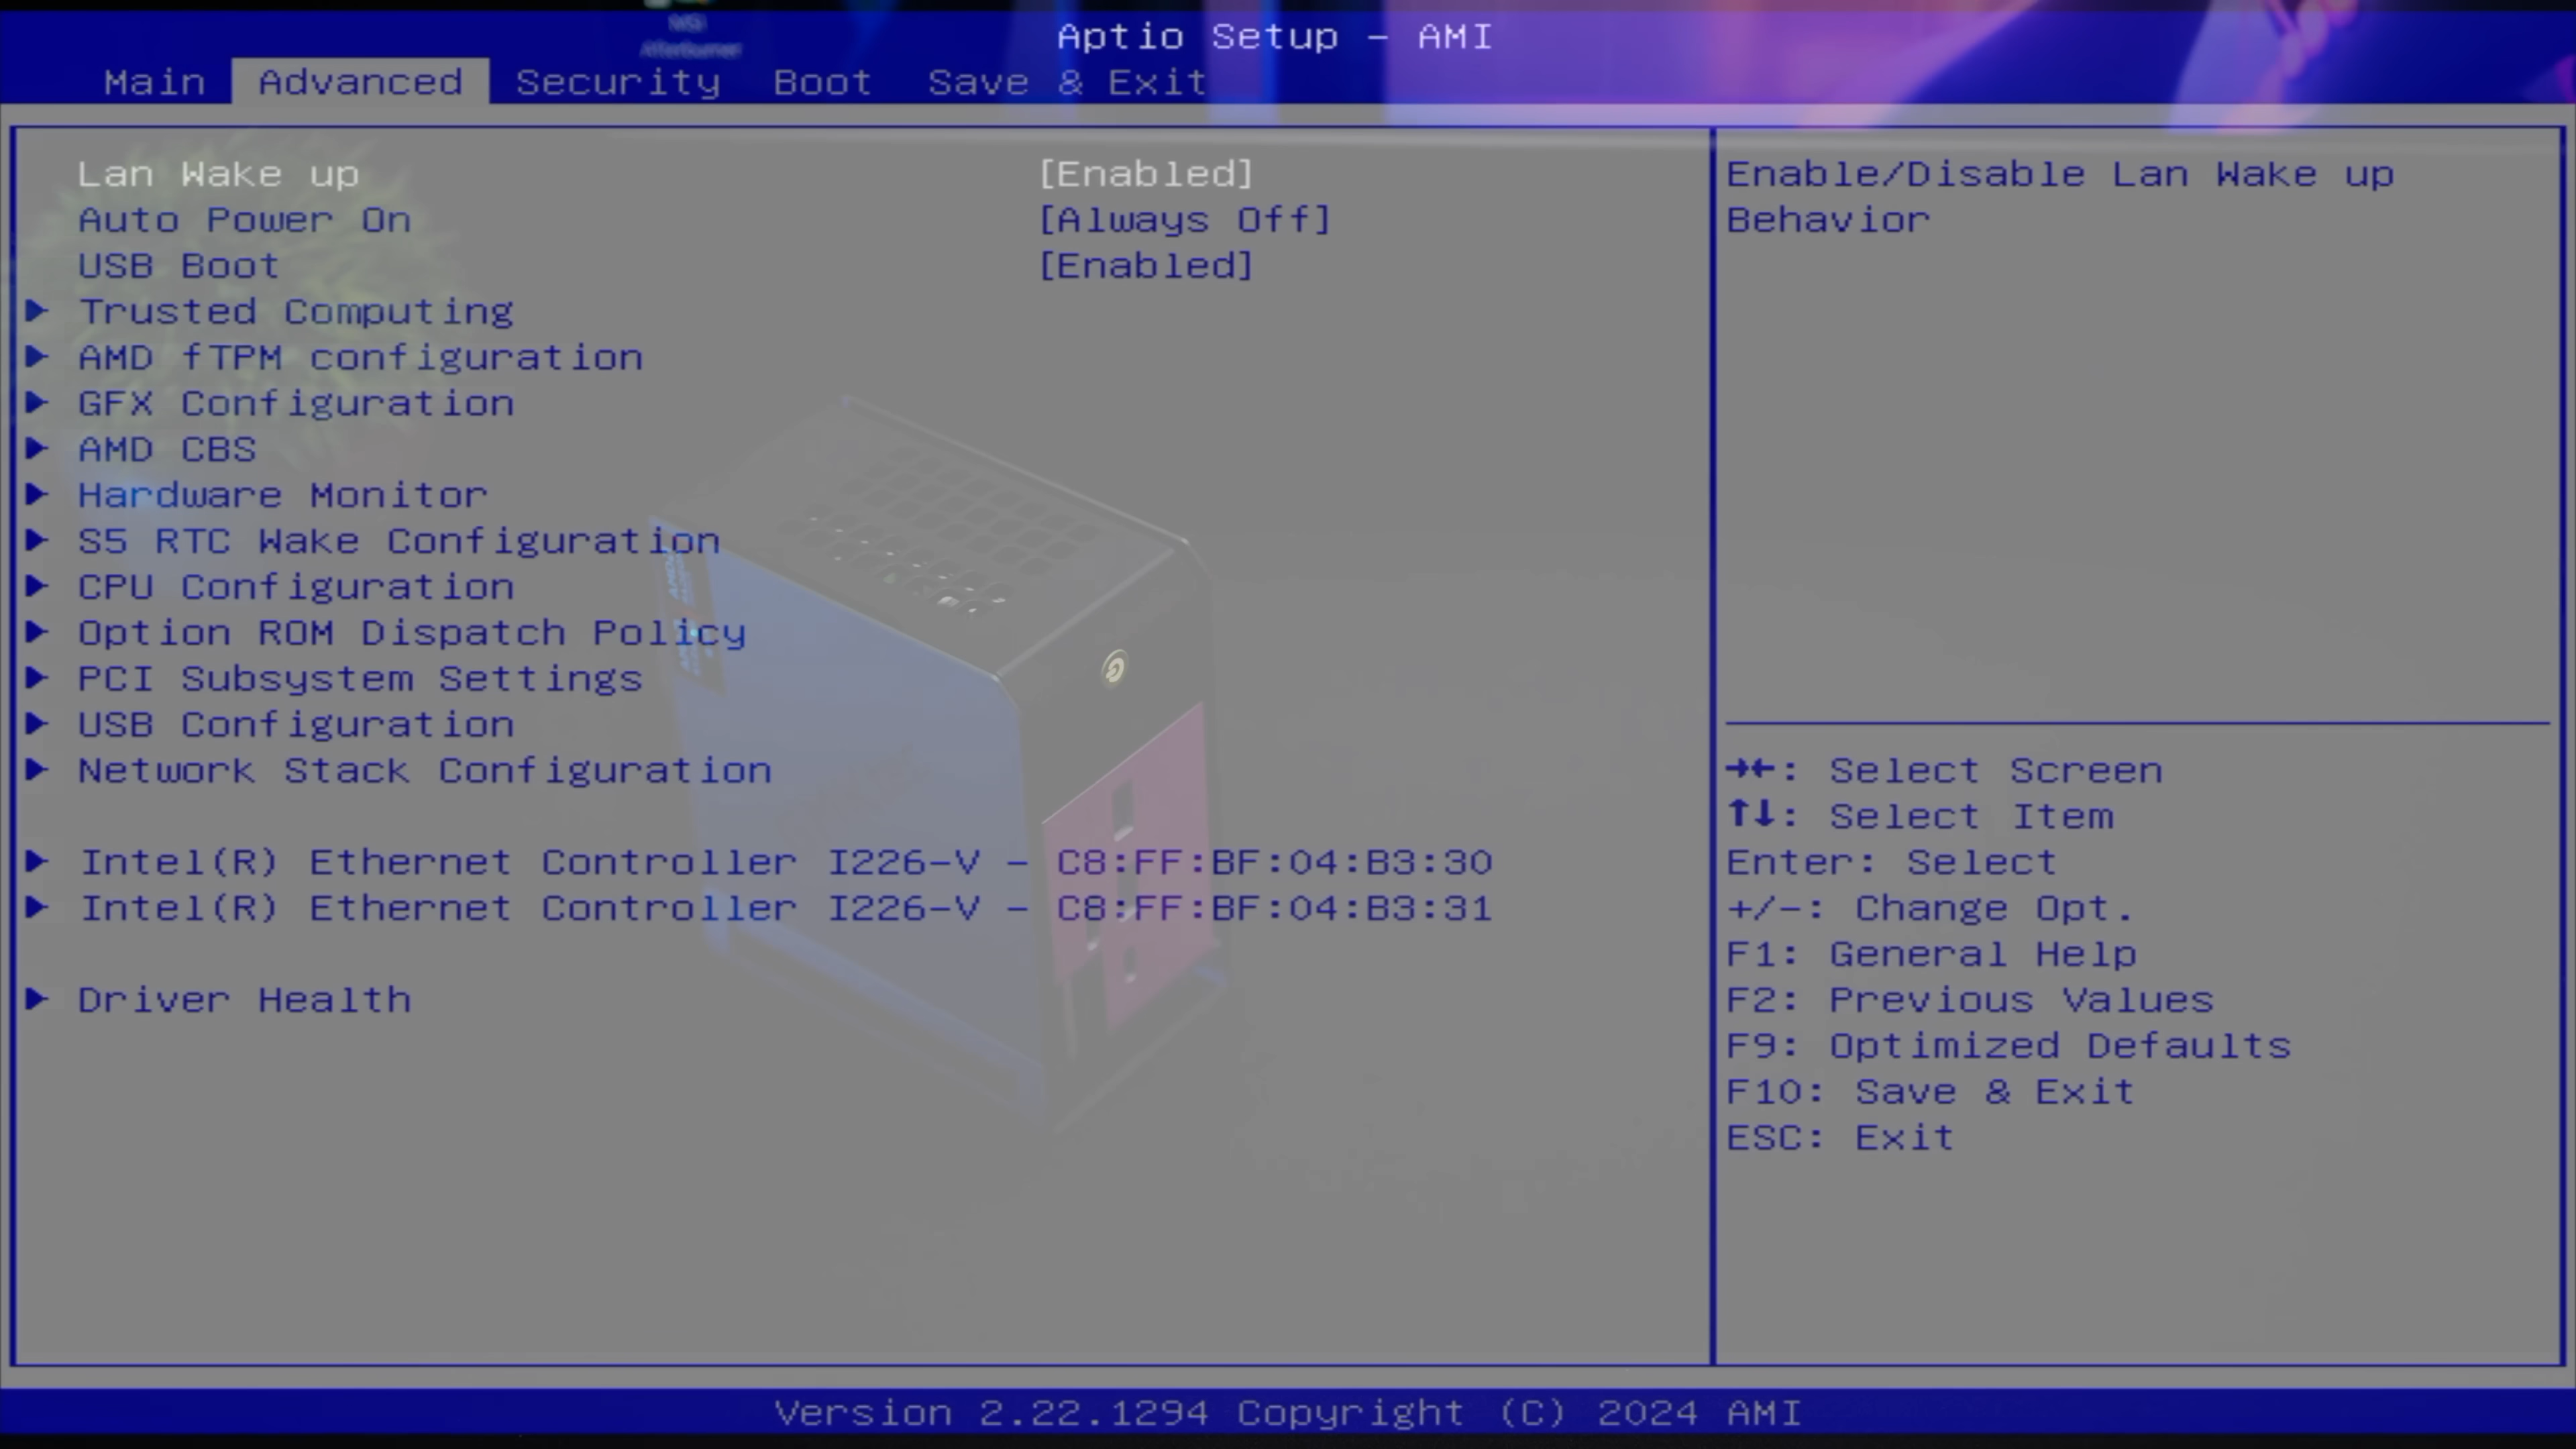 MSI
Afterburner
Aptio Setup - AMI
Main Advanced Security Boot Save & Exit
Lan Wake up [Enabled]
Auto Power On [Always Off]
USB Boot [Enabled]
Trusted Computing
AMD fTPM configuration
GFX Configuration
AMD CBS
Hardware Monitor
S5 RTC Wake Configuration
CPU Configuration
Option ROM Dispatch Policy
PCI Subsystem Settings
USB Configuration
Network Stack Configuration
Intel(R) Ethernet Controller I226-V - C8:FF:BF:04:B3:30
Intel(R) Ethernet Controller I226-V - C8:FF:BF:04:B3:31
Driver Health
Enable/Disable Lan Wake up
Behavior
→←: Select Screen
↑↓: Select Item
Enter: Select
+/-: Change Opt.
F1: General Help
F2: Previous Values
F9: Optimized Defaults
F10: Save & Exit
ESC: Exit
Version 2.22.1294 Copyright (C) 2024 AMI
AMD